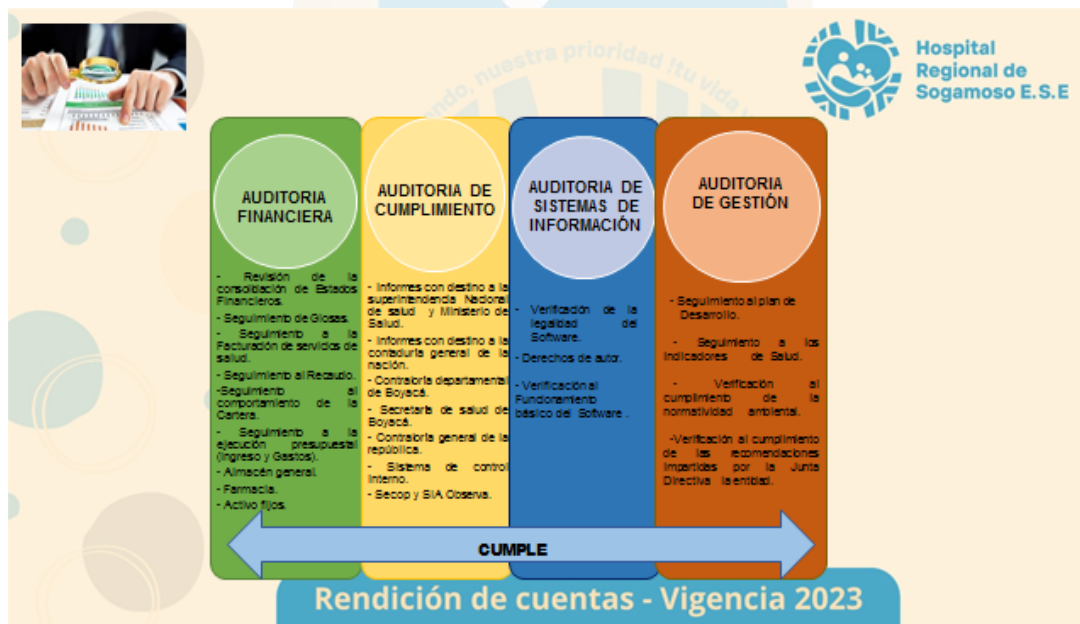 ndo, nuestra prioridad !tu vida
Hospital
Regional de
Sogamoso E.S.E
AUDITORIA
FINANCIERA
- Revisión de la
consolidación de Estados
Financieros.
- Seguimiento de Glosas.
- Seguimiento a la
Facturación de servicios de
salud.
- Seguimiento al Recaudo.
-Seguimiento al
comportamiento de la
Cartera.
- Seguimiento a la
ejecución presupuestal
(Ingreso y Gastos).
- Almacén general.
- Farmacia.
- Activo fijos.
AUDITORIA DE
CUMPLIMIENTO
- Informes con destino a la
superintendencia Nacional
de salud y Ministerio de
Salud.
- Informes con destino a la
contaduría general de la
nación.
- Contraloría departamental
de Boyacá.
- Secretaría de salud de
Boyacá.
- Contraloría general de la
república.
- Sistema de control
Interno.
- Secop y SIA Observa.
AUDITORIA DE
SISTEMAS DE
INFORMACIÓN
- Verificación de la
legalidad del
Software.
- Derechos de autor.
- Verificación al
Funcionamiento
básico del Software .
AUDITORIA
DE GESTIÓN
- Seguimiento al plan de
Desarrollo.
- Seguimiento a los
Indicadores de Salud.
- Verificación al
cumplimiento de la
normatividad ambiental.
-Verificación al cumplimiento
de las recomendaciones
impartidas por la Junta
Directiva la entidad.
CUMPLE
Rendición de cuentas - Vigencia 2023